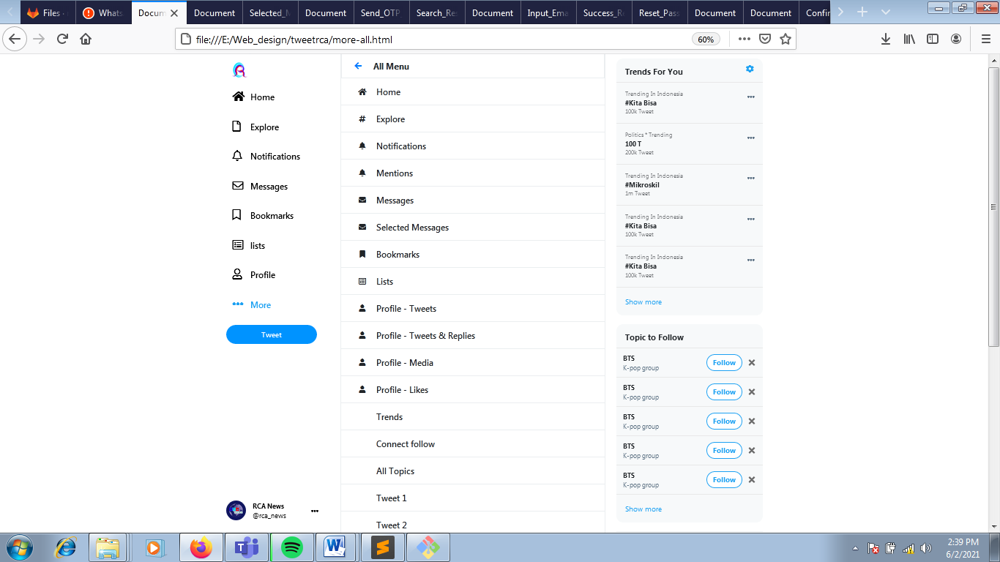 Files -
Whats
Docum
Document
Selected_M
Document
Send_OTP_
Search_Res
Document
Input_Ema
Success_Re
Reset_Pass
Document
Document
Confir
file:///E:/Web_design/tweetrca/more-all.html
60%
Home
Explore
Notifications
Messages
Bookmarks
lists
Profile
More
Tweet
RCA News
@rca_news
All Menu
Home
Explore
Notifications
Mentions
Messages
Selected Messages
Bookmarks
Lists
Profile - Tweets
Profile - Tweets & Replies
Profile - Media
Profile - Likes
Trends
Connect follow
All Topics
Tweet 1
Tweet 2
Trends For You
Trending In Indonesia
#Kita Bisa
100k Tweet
Politics * Trending
100 T
200k Tweet
Trending In Indonesia
#Mikroskil
1m Tweet
Trending In Indonesia
#Kita Bisa
100k Tweet
Trending In Indonesia
#Kita Bisa
100k Tweet
Show more
Topic to Follow
BTS
K-pop group
Follow
BTS
K-pop group
Follow
BTS
K-pop group
Follow
BTS
K-pop group
Follow
BTS
K-pop group
Follow
Show more
2:39 PM
6/2/2021